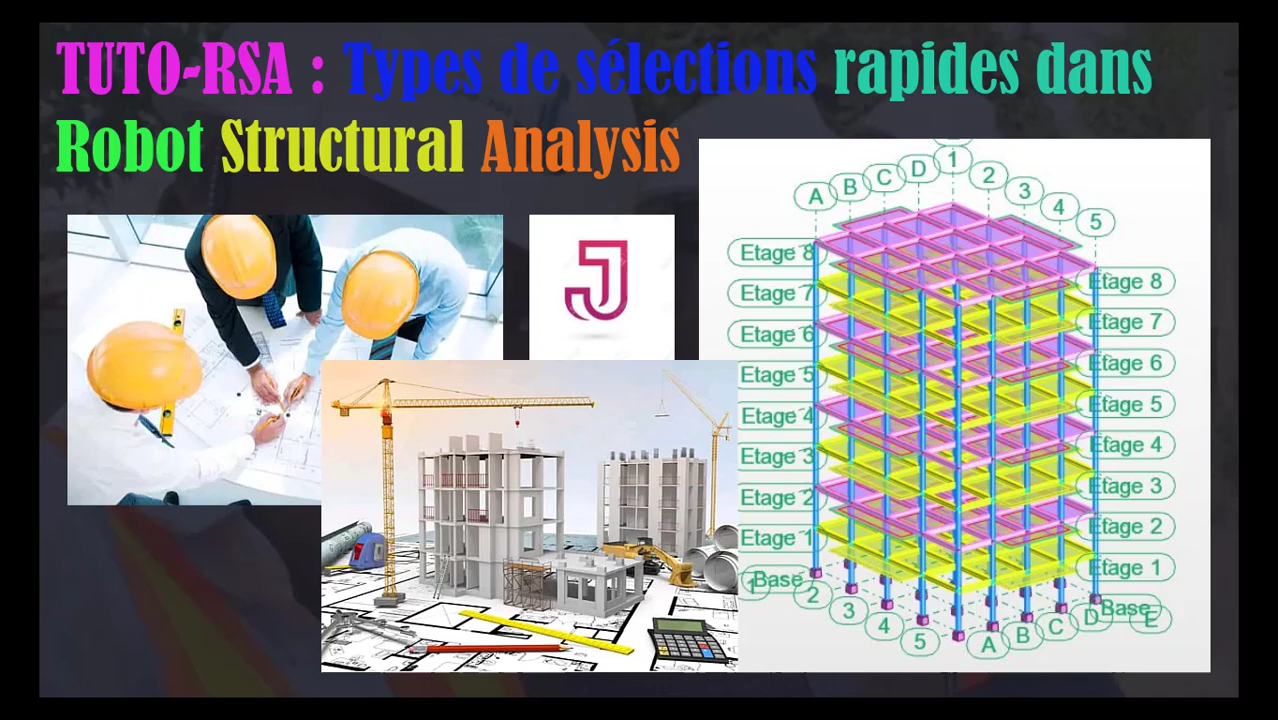 TUTO-RSA : Types de sélections rapides dans
Robot Structural Analysis
J
A B C D 1 2 3 4 5
Etage 8
Etage 7
Etage 6
Etage 5
Etage 4
Etage 3
Etage 2
Etage 1
Base
Etage 8
Etage 7
Etage 6
Etage 5
Etage 4
Etage 3
Etage 2
Etage 1
Base
1 2 3 4 5 A B C D E